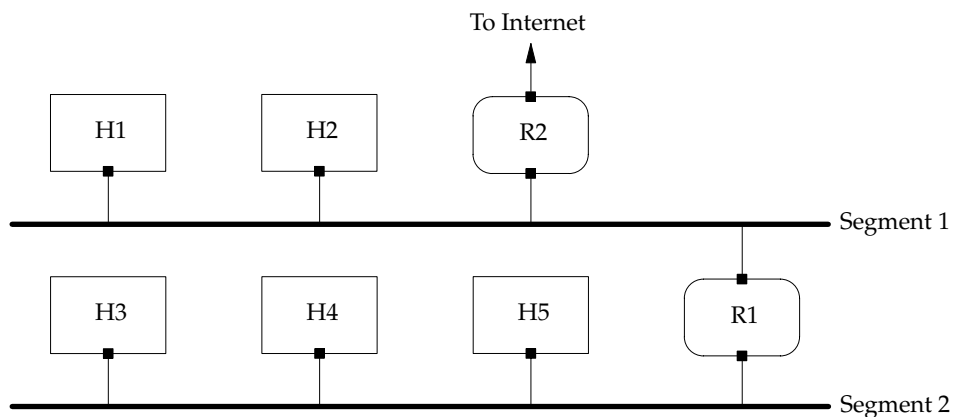 To Internet
H1 H2 R2
Segment 1
H3 H4 H5 R1
Segment 2